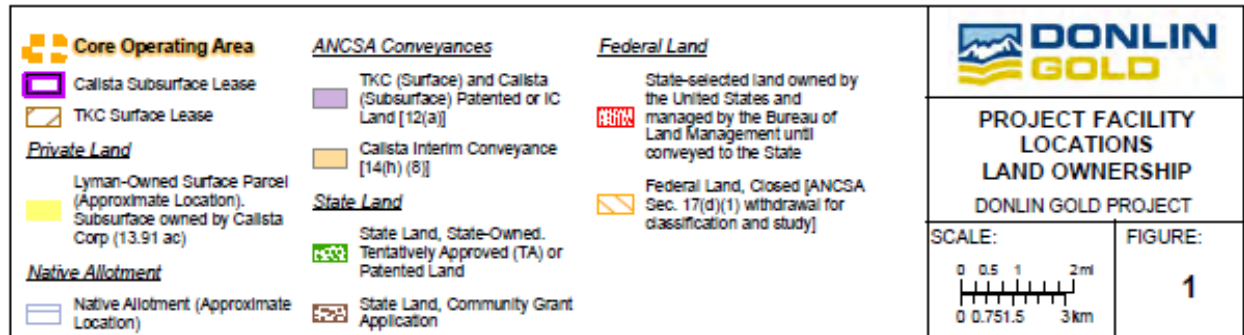 Core Operating Area
Calista Subsurface Lease
TKC Surface Lease
Private Land
Lyman-Owned Surface Parcel
(Approximate Location).
Subsurface owned by Calista
Corp (13.91 ac)
Native Allotment
Native Allotment (Approximate
Location)
ANCSA Conveyances
TKC (Surface) and Calista
(Subsurface) Patented or IC
Land [12(a)]
Calista Interim Conveyance
[14(h) (8)]
State Land
State Land, State-Owned.
Tentatively Approved (TA) or
Patented Land
State Land, Community Grant
Application
Federal Land
State-selected land owned by
the United States and
managed by the Bureau of
Land Management until
conveyed to the State
Federal Land, Closed [ANCSA
Sec. 17(d)(1) withdrawal for
classification and study]
DONLIN
GOLD
PROJECT FACILITY
LOCATIONS
LAND OWNERSHIP
DONLIN GOLD PROJECT
SCALE:
0 0.5 1 2mi
0 0.751.5 3km
FIGURE:
1